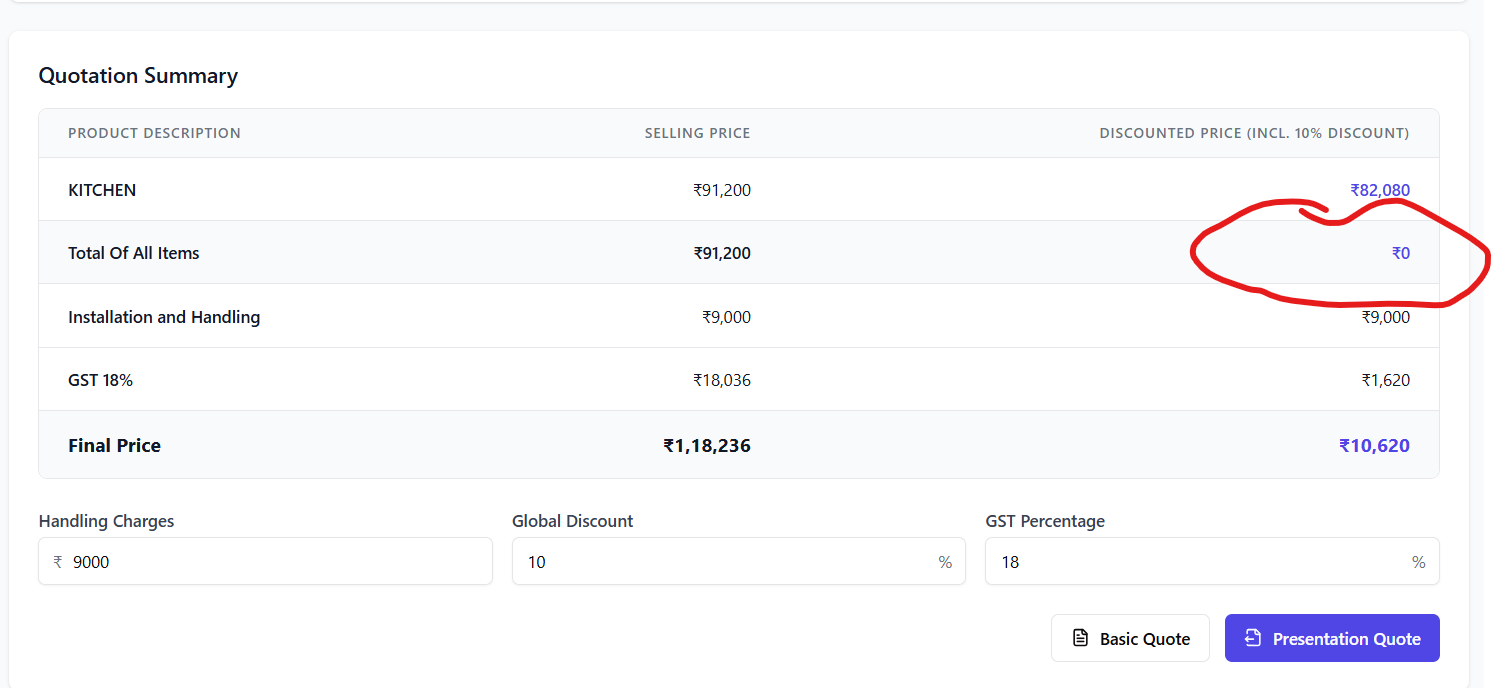 Quotation Summary
PRODUCT DESCRIPTION SELLING PRICE DISCOUNTED PRICE (INCL. 10% DISCOUNT)
KITCHEN ₹91,200 ₹82,080
Total Of All Items ₹91,200 ₹0
Installation and Handling ₹9,000 ₹9,000
GST 18% ₹18,036 ₹1,620
Final Price ₹1,18,236 ₹10,620
Handling Charges Global Discount GST Percentage
₹ 9000 10 % 18 %
Basic Quote Presentation Quote